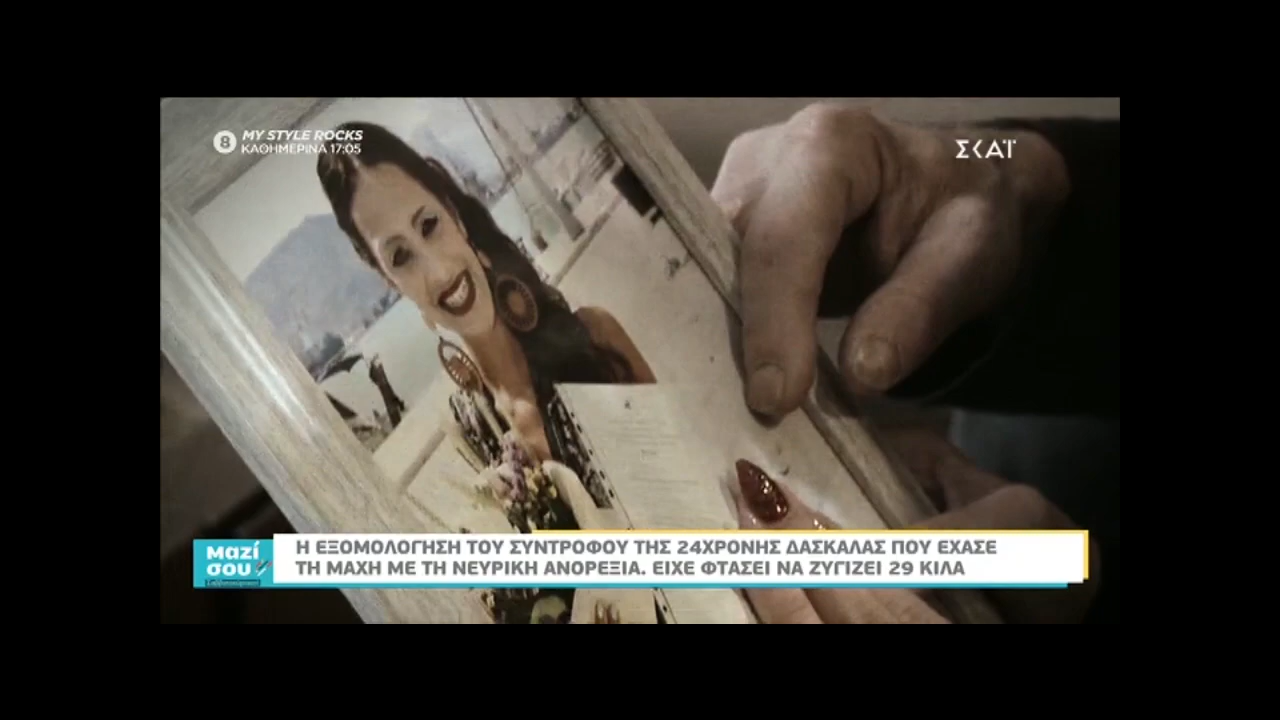 8 MY STYLE ROCKS
ΚΑΘΗΜΕΡΙΝΑ 17:05
ΣΚΑΪ
Μαζί
σου
Η ΕΞΟΜΟΛΟΓΗΣΗ ΤΟΥ ΣΥΝΤΡΟΦΟΥ ΤΗΣ 24ΧΡΟΝΗΣ ΔΑΣΚΑΛΑΣ ΠΟΥ ΕΧΑΣΕ
ΤΗ ΜΑΧΗ ΜΕ ΤΗ ΝΕΥΡΙΚΗ ΑΝΟΡΕΞΙΑ. ΕΙΧΕ ΦΤΑΣΕΙ ΝΑ ΖΥΓΙΖΕΙ 29 ΚΙΛΑ